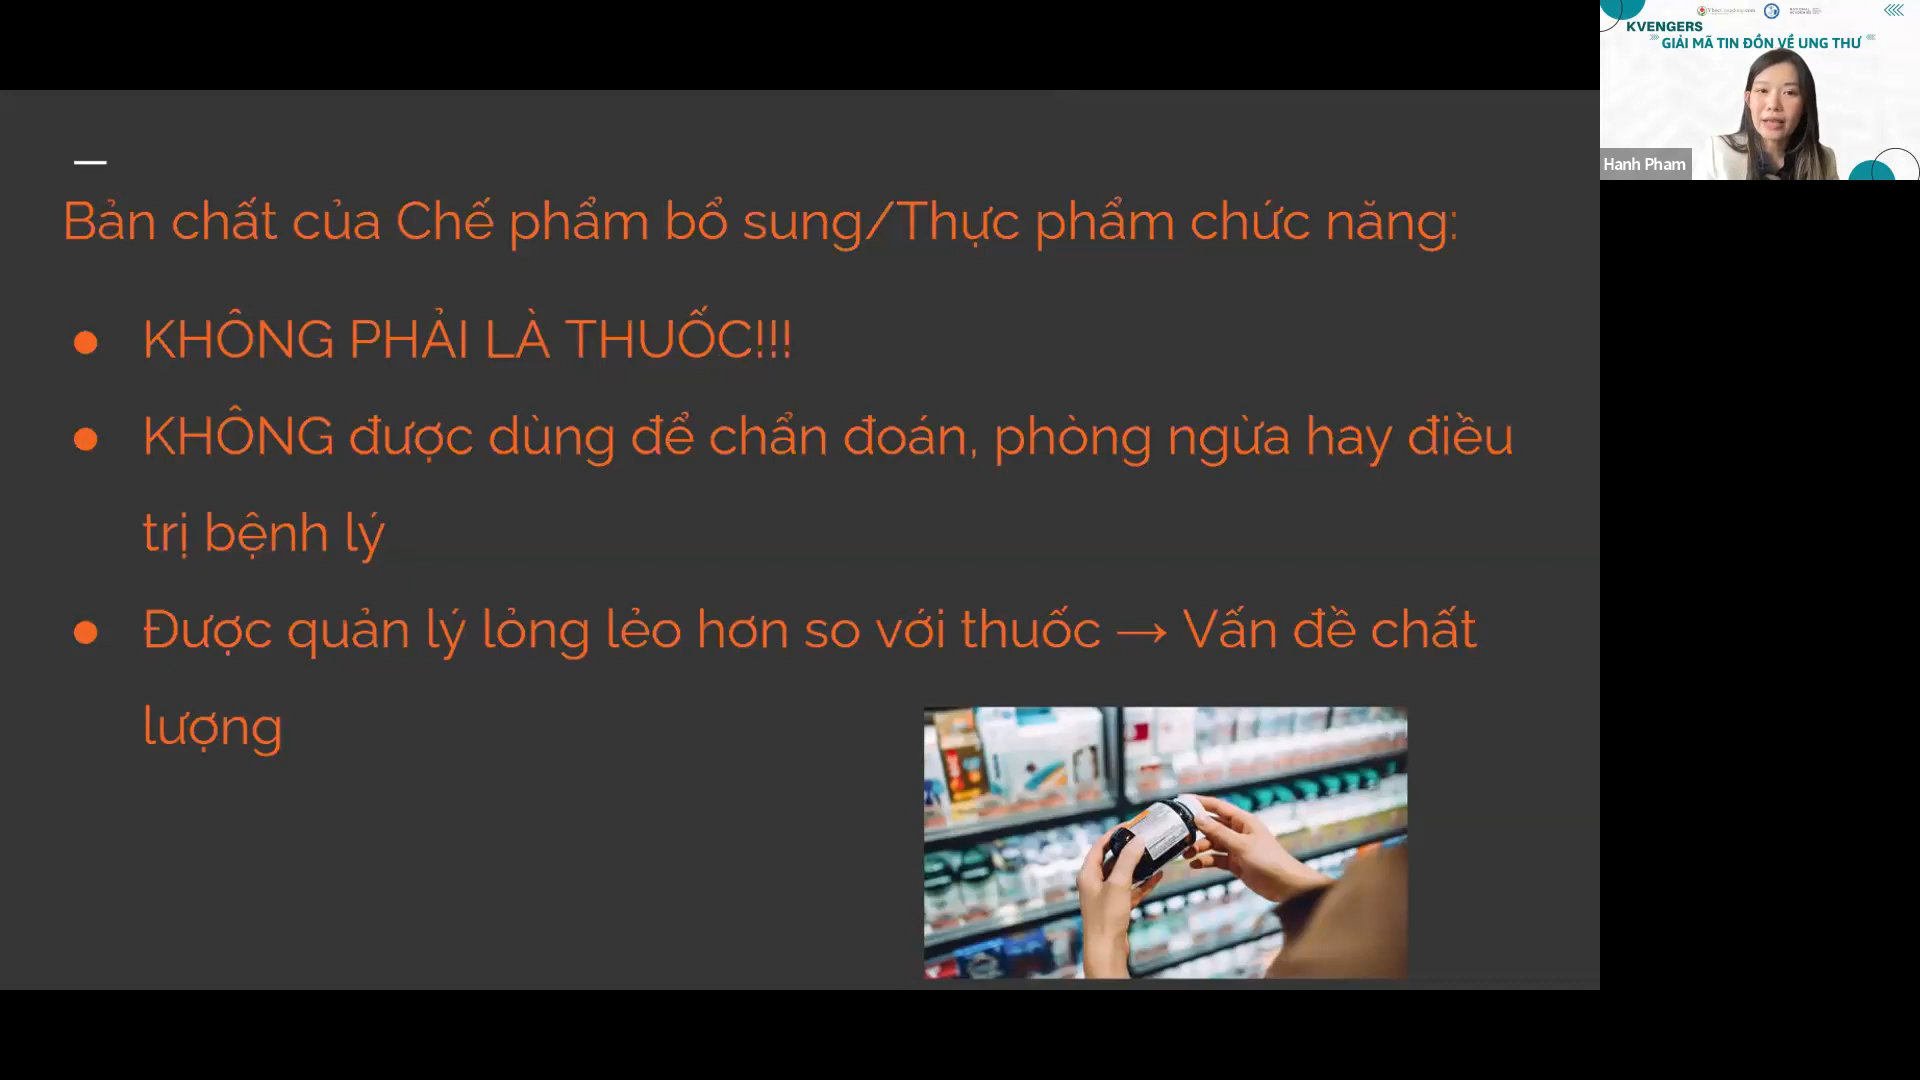 Bản chất của Chế phẩm bổ sung/Thực phẩm chức năng:
● KHÔNG PHẢI LÀ THUỐC!!!
● KHÔNG được dùng để chẩn đoán, phòng ngừa hay điều
trị bệnh lý
● Được quản lý lỏng lẻo hơn so với thuốc → Vấn đề chất
lượng
KVENGERS
GIẢI MÃ TIN ĐỒN VỀ UNG THƯ
Hanh Pham